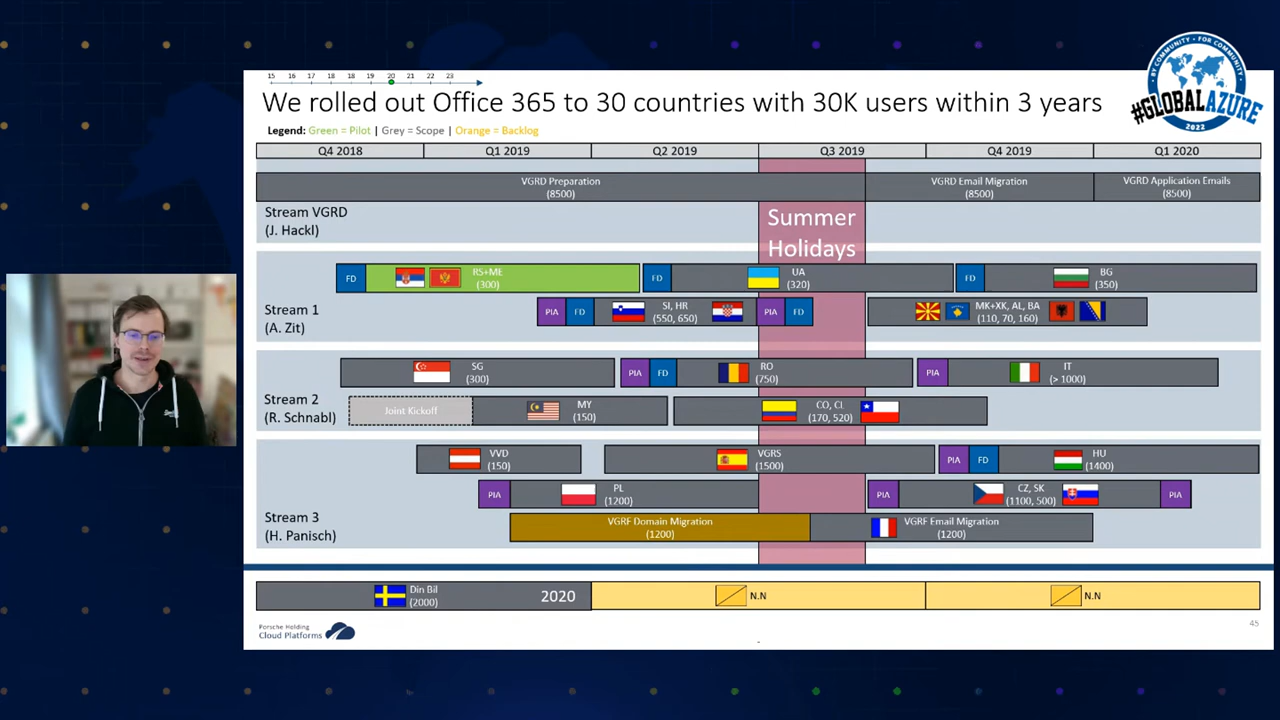 15 16 17 18 18 19 20 21 22 23
We rolled out Office 365 to 30 countries with 30K users within 3 years
BY COMMUNITY • FOR COMMUNITY
#GLOBALAZURE
2022
Legend: Green = Pilot | Grey = Scope | Orange = Backlog
Q4 2018 Q1 2019 Q2 2019 Q3 2019 Q4 2019 Q1 2020
VGRD Preparation
(8500)
VGRD Email Migration
(8500)
VGRD Application Emails
(8500)
Stream VGRD
(J. Hackl)
Summer
Holidays
FD
RS+ME
(300)
FD
UA
(320)
FD
BG
(350)
Stream 1
(A. Zit)
PIA
FD
SI, HR
(550, 650)
PIA
FD
MK+XK, AL, BA
(110, 70, 160)
SG
(300)
PIA
FD
RO
(750)
PIA
IT
(> 1000)
Stream 2
(R. Schnabl)
Joint Kickoff
MY
(150)
CO, CL
(170, 520)
VVD
(150)
VGRS
(1500)
PIA
FD
HU
(1400)
PIA
PL
(1200)
PIA
CZ, SK
(1100, 500)
PIA
Stream 3
(H. Panisch)
VGRF Domain Migration
(1200)
VGRF Email Migration
(1200)
Din Bil
(2000)
2020
N.N
N.N
Porsche Holding
Cloud Platforms
45